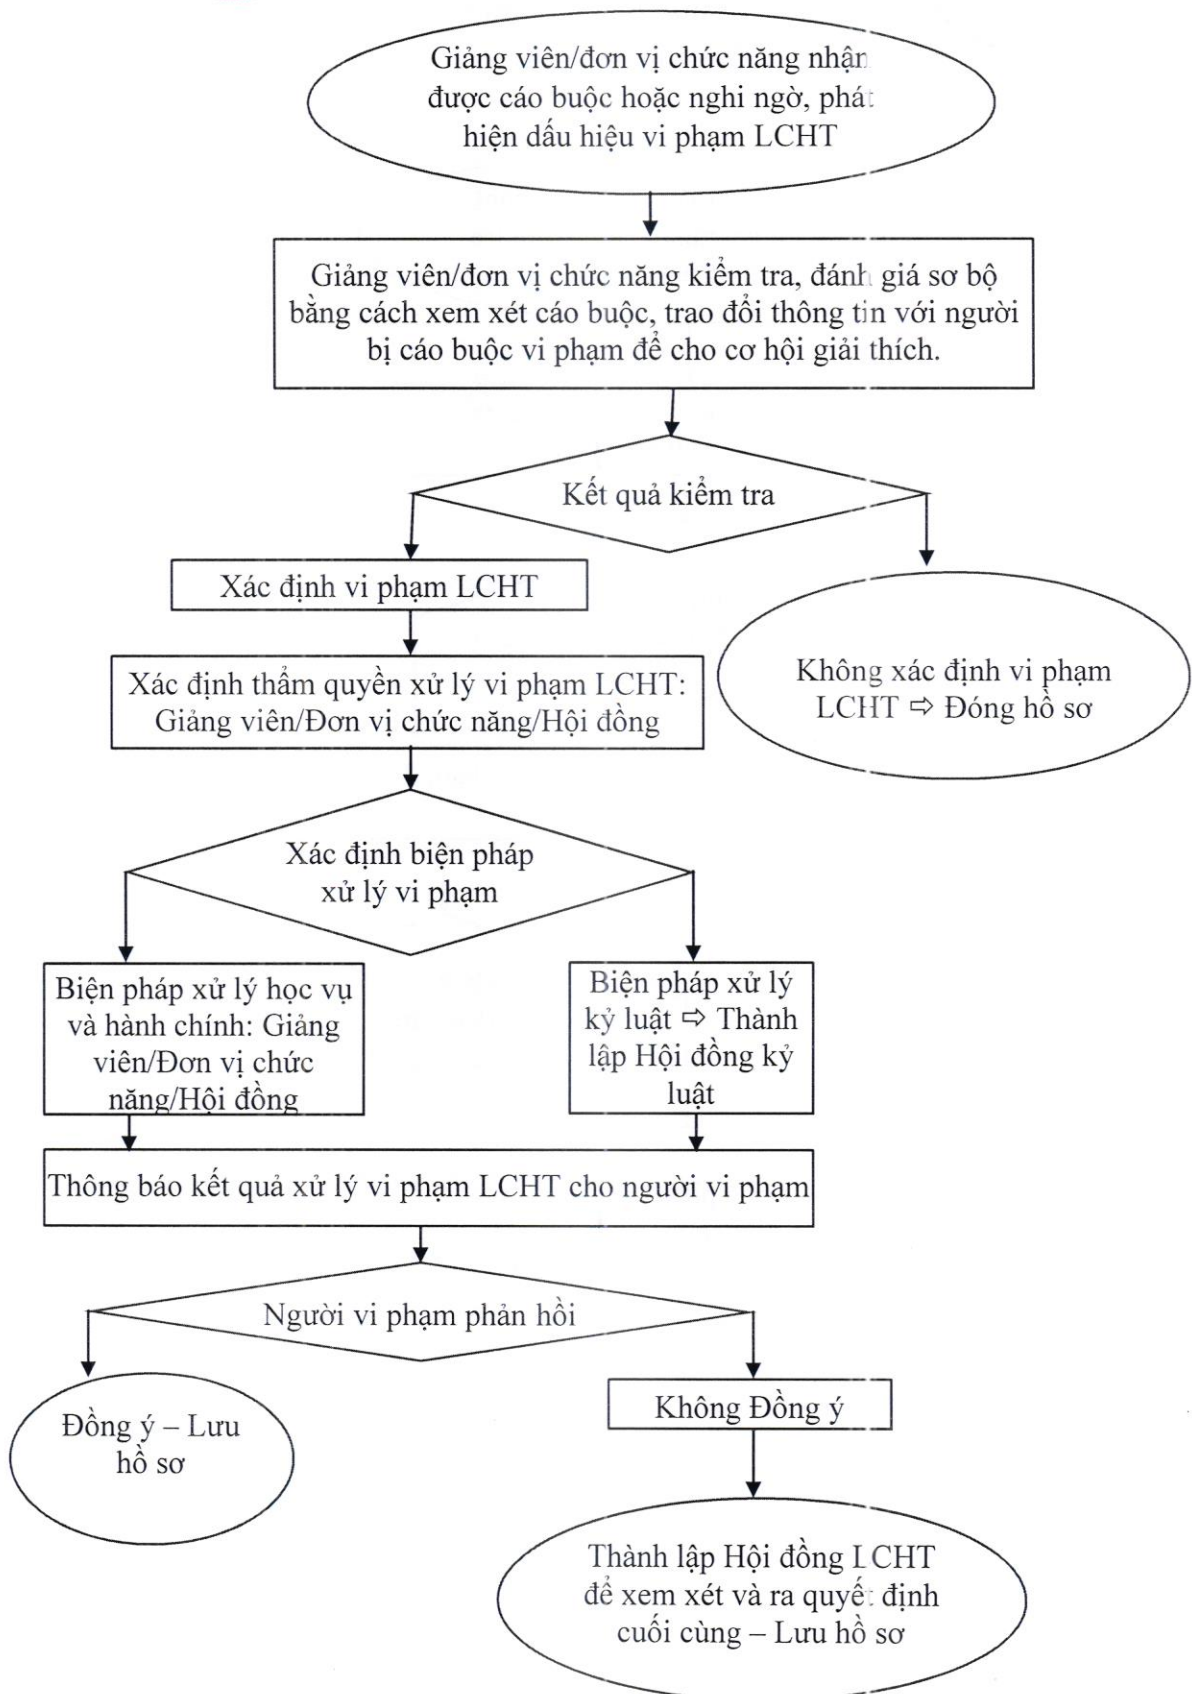 Giảng viên/đơn vị chức năng nhận
được cáo buộc hoặc nghi ngờ, phát
hiện dấu hiệu vi phạm LCHT
Giảng viên/đơn vị chức năng kiểm tra, đánh giá sơ bộ
bằng cách xem xét cáo buộc, trao đổi thông tin với người
bị cáo buộc vi phạm để cho cơ hội giải thích.
Kết quả kiểm tra
Xác định vi phạm LCHT
Không xác định vi phạm
LCHT ⇨ Đóng hồ sơ
Xác định thẩm quyền xử lý vi phạm LCHT:
Giảng viên/Đơn vị chức năng/Hội đồng
Xác định biện pháp
xử lý vi phạm
Biện pháp xử lý học vụ
và hành chính: Giảng
viên/Đơn vị chức
năng/Hội đồng
Biện pháp xử lý
kỷ luật ⇨ Thành
lập Hội đồng kỷ
luật
Thông báo kết quả xử lý vi phạm LCHT cho người vi phạm
Người vi phạm phản hồi
Đồng ý – Lưu
hồ sơ
Không Đồng ý
Thành lập Hội đồng LCHT
để xem xét và ra quyết định
cuối cùng – Lưu hồ sơ